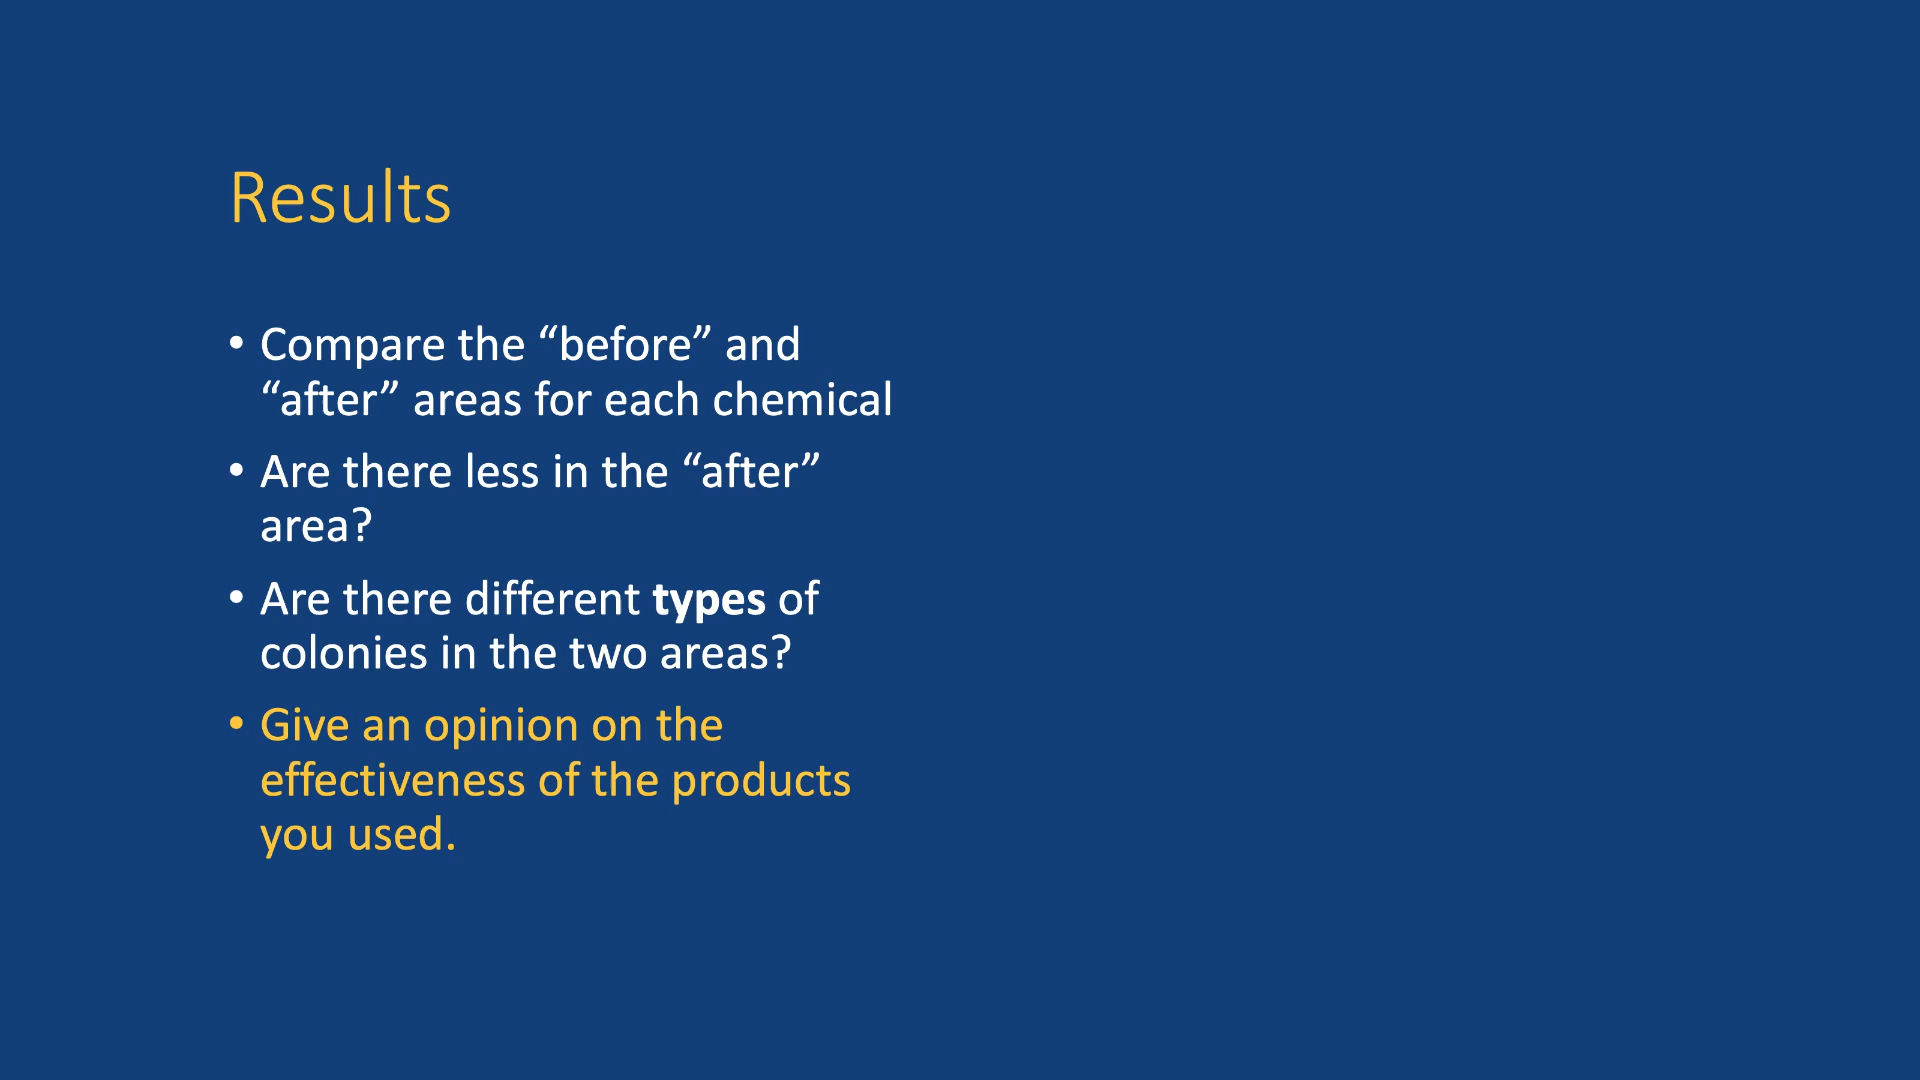 Results
• Compare the “before” and
“after” areas for each chemical
• Are there less in the “after”
area?
• Are there different types of
colonies in the two areas?
• Give an opinion on the
effectiveness of the products
you used.